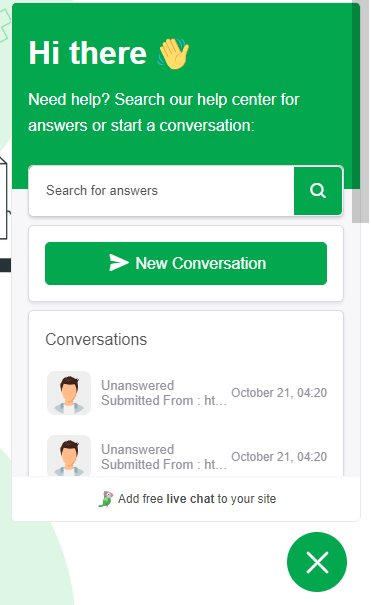 Hi there 👋
Need help? Search our help center for
answers or start a conversation:
Search for answers
New Conversation
Conversations
Unanswered
Submitted From : ht... October 21, 04:20
Unanswered
Submitted From : ht... October 21, 04:20
Add free live chat to your site